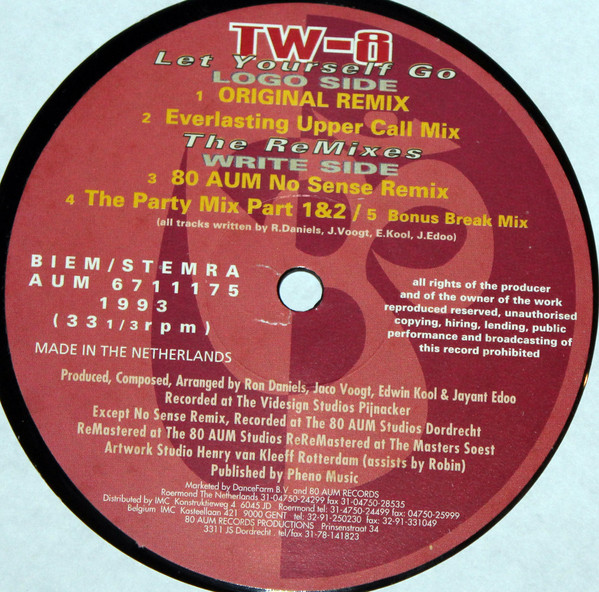 TW-8
Let Yourself Go
LOGO SIDE
1 ORIGINAL REMIX
2 Everlasting Upper Call Mix
The ReMixes
WRITE SIDE
3 80 AUM No Sense Remix
4 The Party Mix Part 1&2 / 5 Bonus Break Mix
(all tracks written by R.Daniels, J.Voogt, E.Kool, J.Edoo)
BIEM/STEMRA
AUM 6711175
1993
(33 1/3 rpm)
MADE IN THE NETHERLANDS
all rights of the producer
and of the owner of the work
reproduced reserved, unauthorised
copying, hiring, lending, public
performance and broadcasting of
this record prohibited
Produced, Composed, Arranged by Ron Daniels, Jaco Voogt, Edwin Kool & Jayant Edoo
Recorded at The Videsign Studios Pijnacker
Except No Sense Remix, Recorded at The 80 AUM Studios Dordrecht
ReMastered at The 80 AUM Studios ReReMastered at The Masters Soest
Artwork Studio Henry van Kleeff Rotterdam (assists by Robin)
Published by Pheno Music
Marketed by DanceFarm B.V. and 80 AUM RECORDS
Roermond The Netherlands 31-04750-24299 fax 31-04750-28535
Distributed by IMC Konstruktieweg 4 6045 JD . Roermond tel: 31-4750-24499 fax: 04750-25999
Belgium IMC Kasteellaan 421 9000 GENT . tel: 32-91-250230 fax: 32-91-331049
80 AUM RECORDS PRODUCTIONS Prinsenstraat 34
3311 JS Dordrecht . tel/fax 31-78-141823